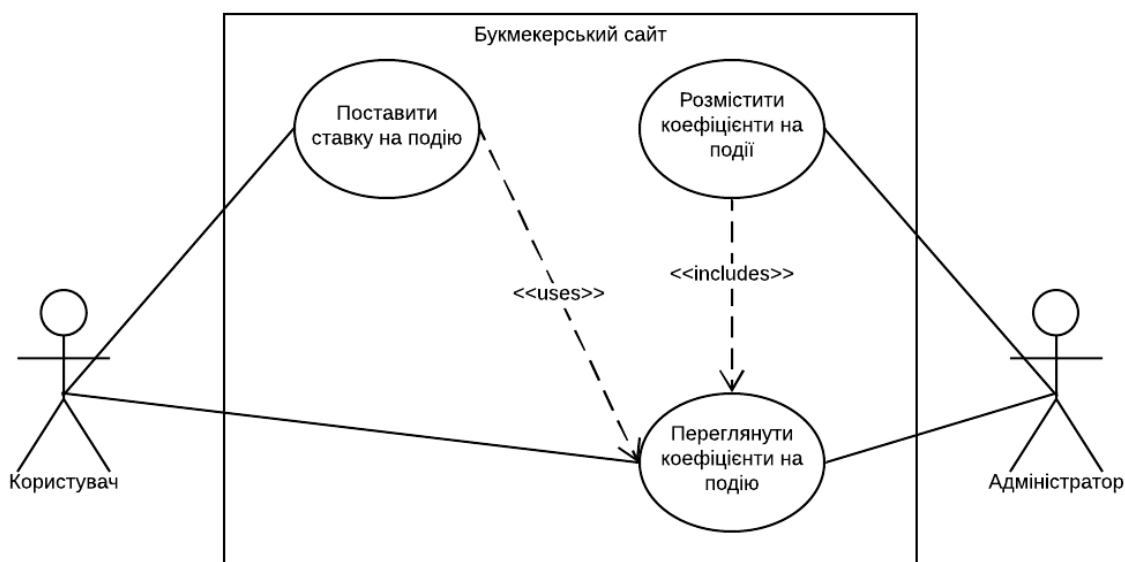 Букмекерський сайт
Поставити
ставку на подію
Розмістити
коефіцієнти на
події
<<uses>>
<<includes>>
Переглянути
коефіцієнти на
подію
Користувач
Адміністратор